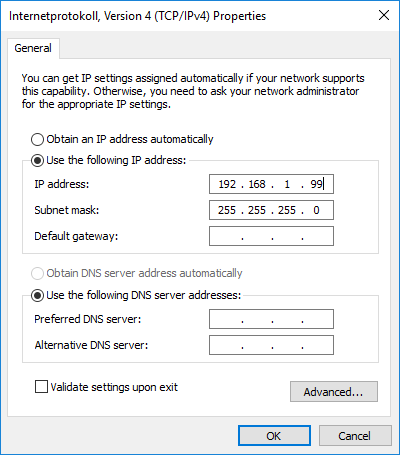 Internetprotokoll, Version 4 (TCP/IPv4) Properties
General
You can get IP settings assigned automatically if your network supports
this capability. Otherwise, you need to ask your network administrator
for the appropriate IP settings.
Obtain an IP address automatically
Use the following IP address:
IP address: 192 . 168 . 1 . 99
Subnet mask: 255 . 255 . 255 . 0
Default gateway: . . .
Obtain DNS server address automatically
Use the following DNS server addresses:
Preferred DNS server: . . .
Alternative DNS server: . . .
Validate settings upon exit
Advanced...
OK Cancel